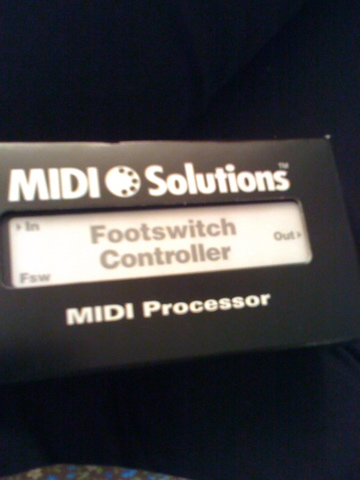 MIDI Solutions™
In
Footswitch
Controller
Out
Fsw
MIDI Processor